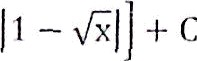 |1 − √x|] + C